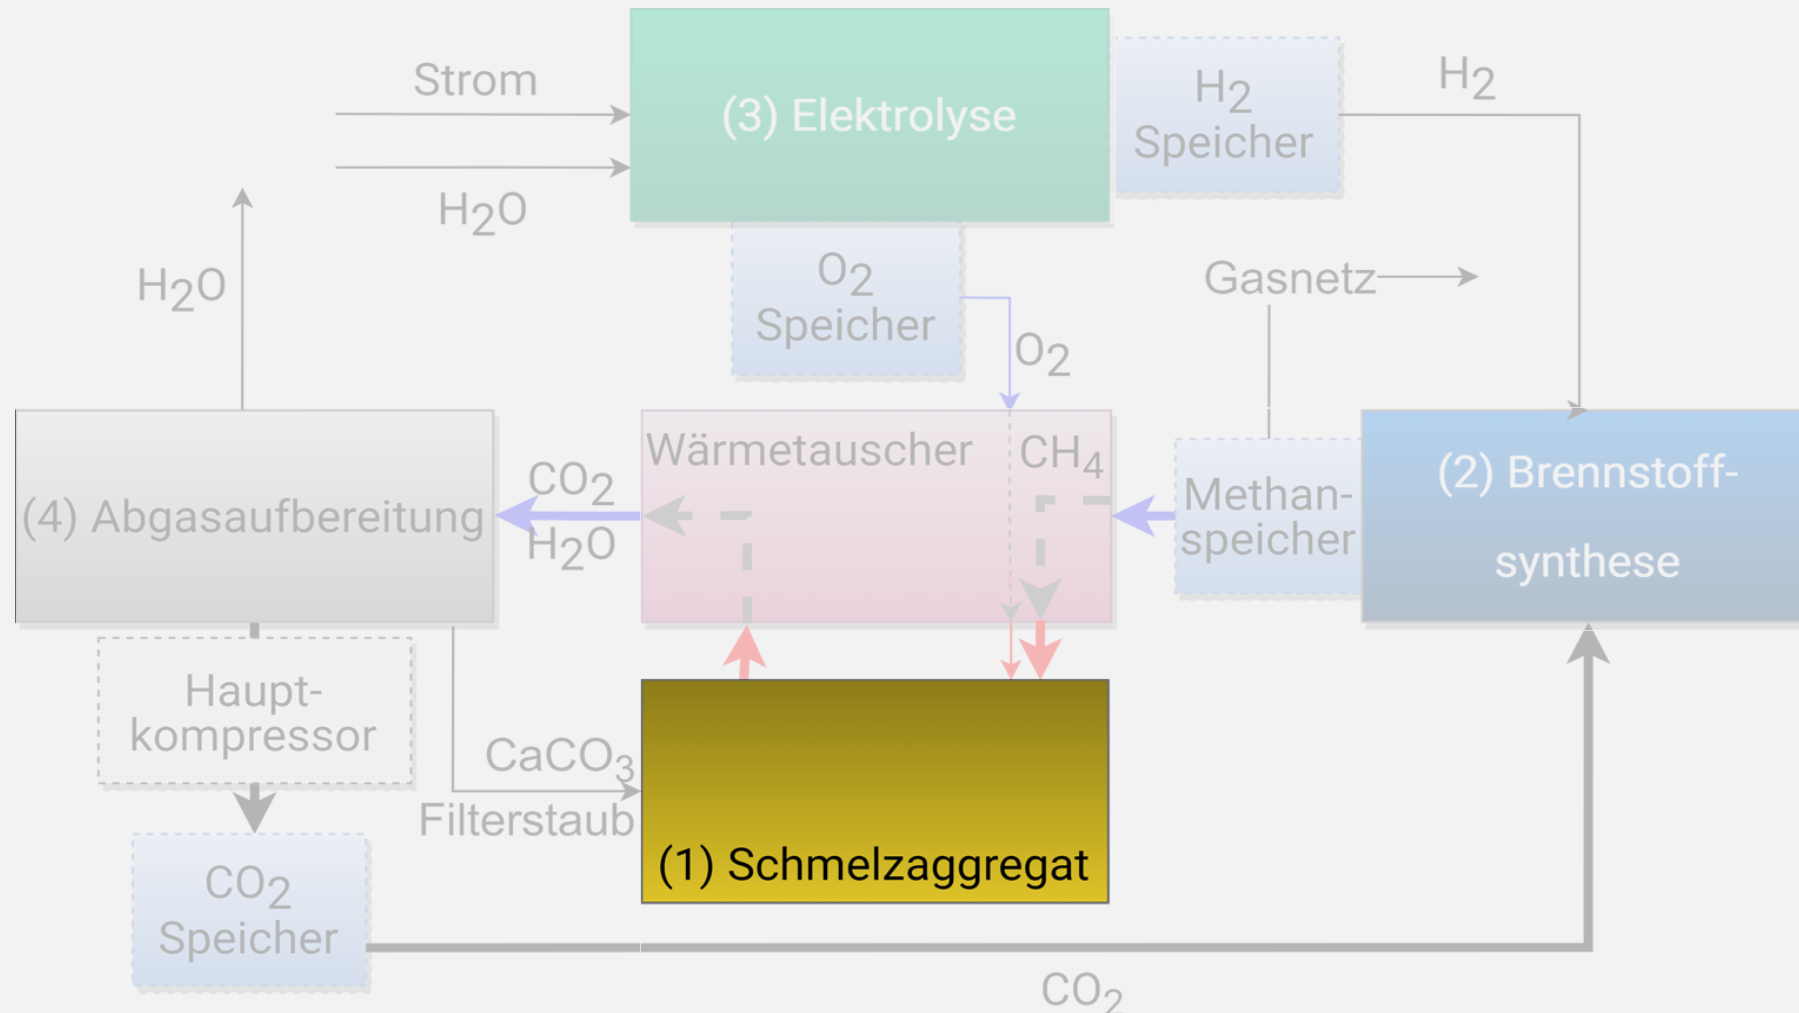 Strom
(3) Elektrolyse
H2
Speicher
H2
H2O
H2O
O2
Speicher
O2
Gasnetz
(4) Abgasaufbereitung
CO2
H2O
Wärmetauscher
CH4
Methan-
speicher
(2) Brennstoff-
synthese
Haupt-
kompressor
CaCO3
Filterstaub
(1) Schmelzaggregat
CO2
Speicher
CO2